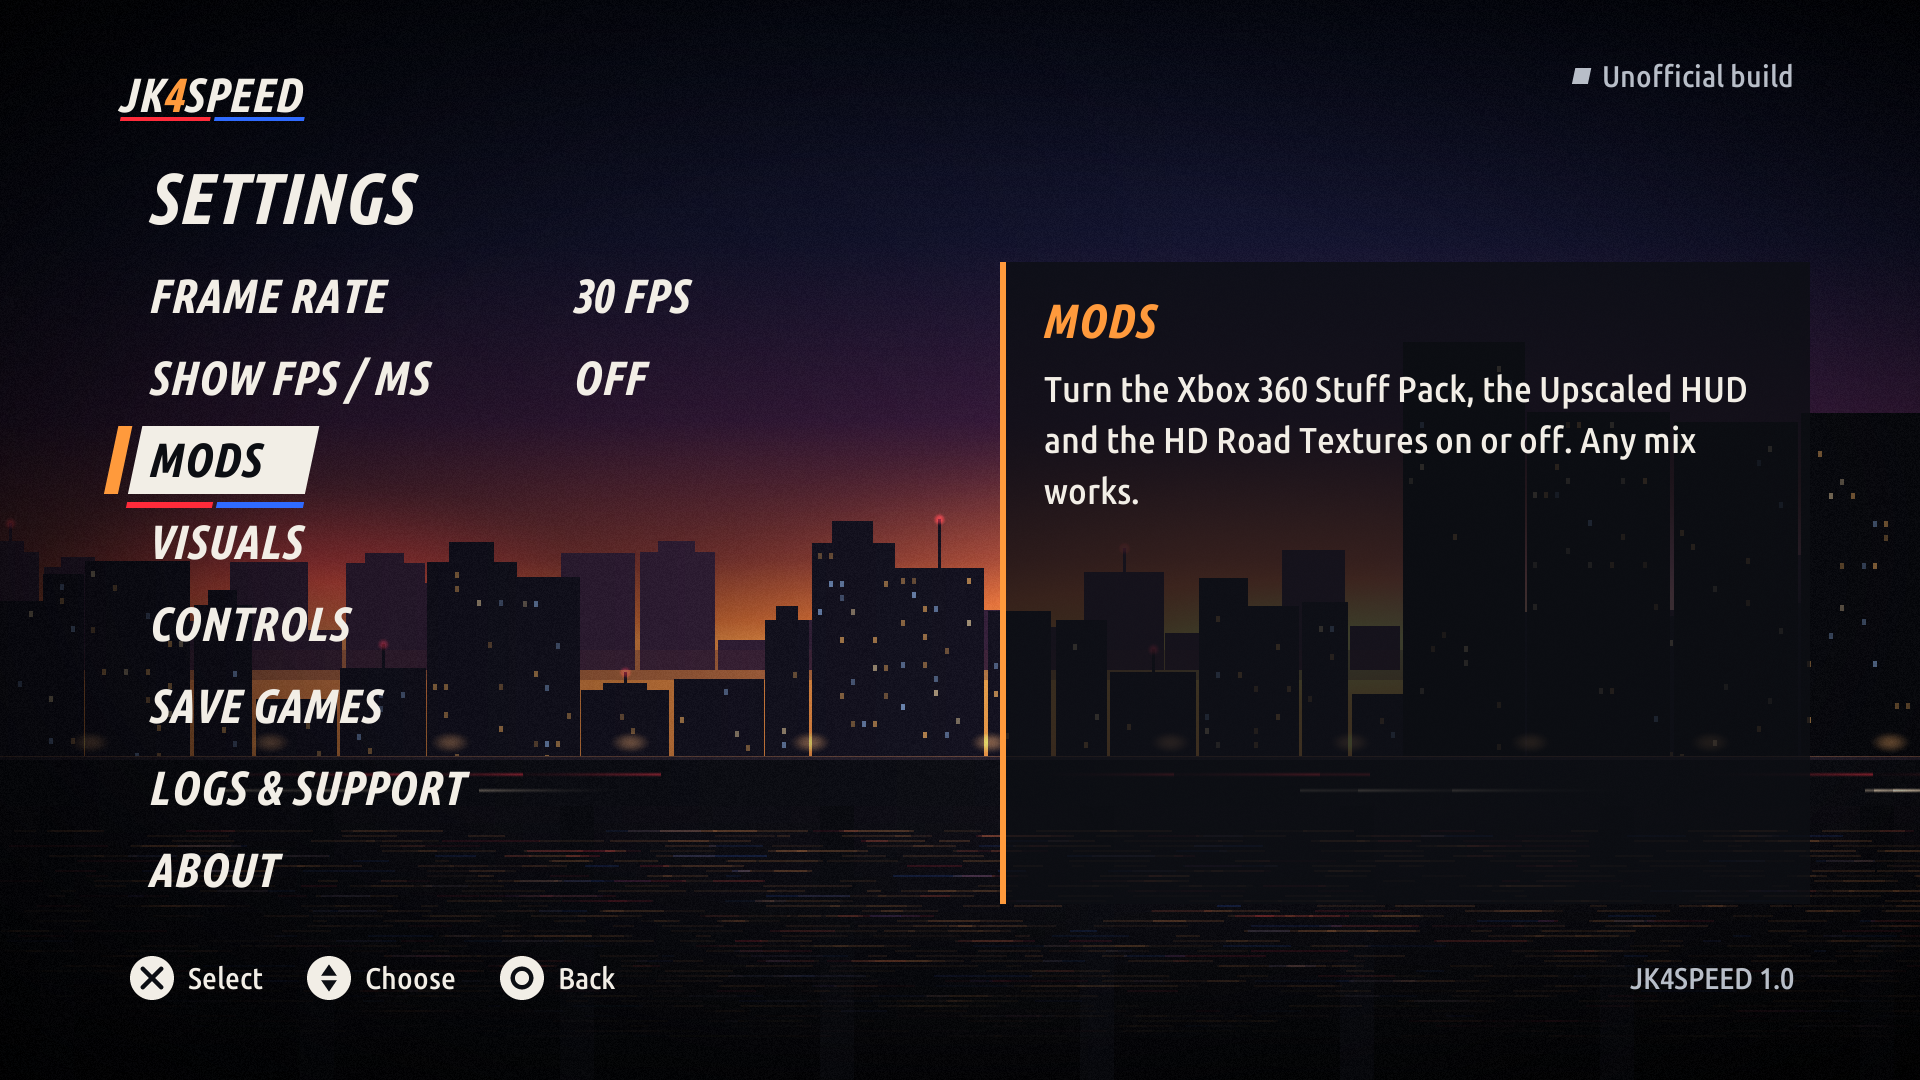 JK4SPEED
Unofficial build
SETTINGS
FRAME RATE 30 FPS
SHOW FPS / MS OFF
MODS
VISUALS
CONTROLS
SAVE GAMES
LOGS & SUPPORT
ABOUT
MODS
Turn the Xbox 360 Stuff Pack, the Upscaled HUD
and the HD Road Textures on or off. Any mix
works.
Select Choose Back
JK4SPEED 1.0